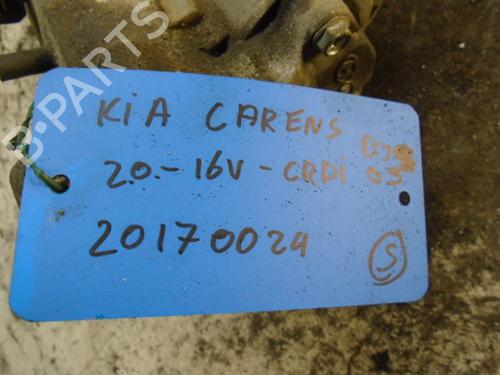 KIA CARENS
2.0.-16V-CRDi 03
20170024
S
B-PARTS